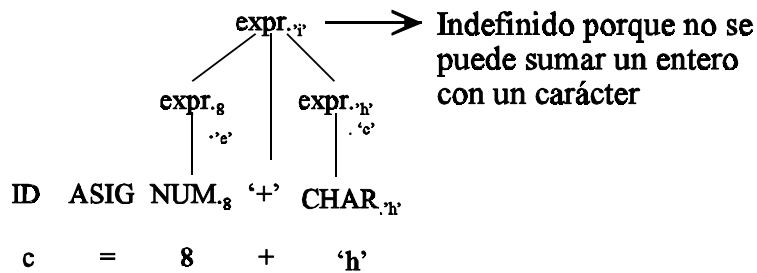 expr.'i' Indefinido porque no se
puede sumar un entero
con un carácter
expr.8 expr.'h'
.'e' . 'c'
ID ASIG NUM.8 '+' CHAR.'h'
c = 8 + 'h'